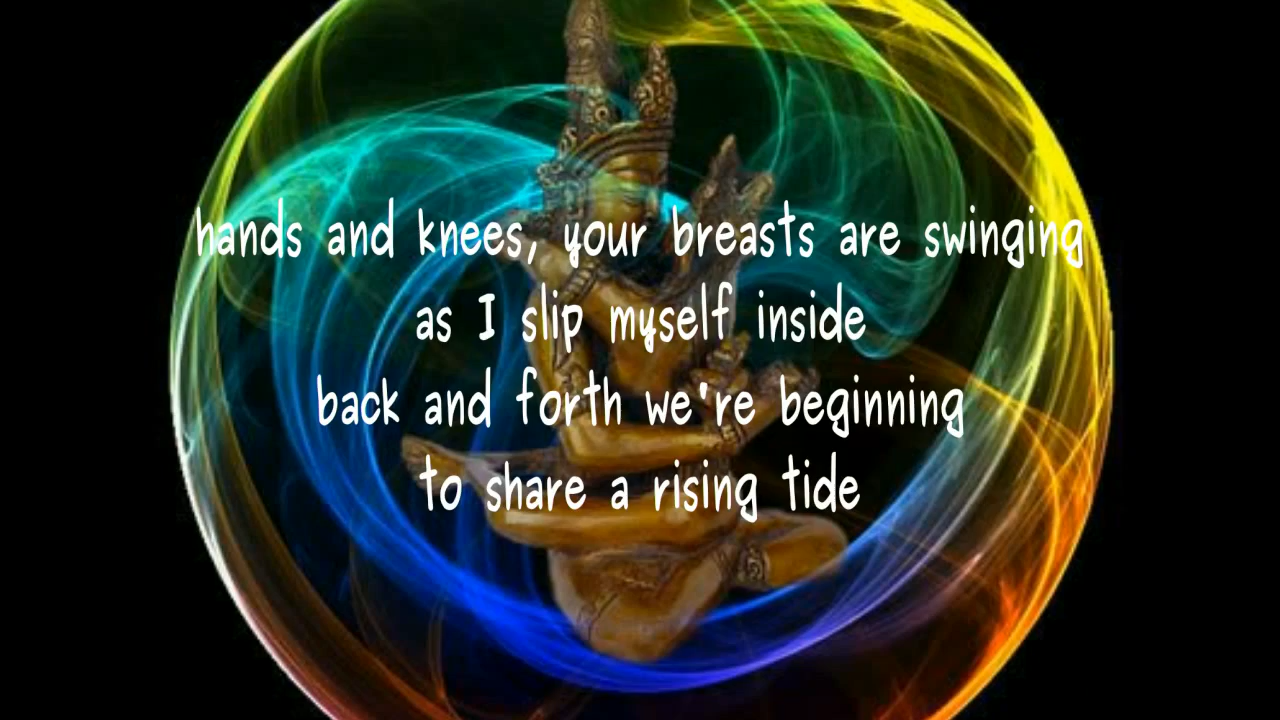 hands and knees, your breasts are swinging
as I slip myself inside
back and forth we're beginning
to share a rising tide